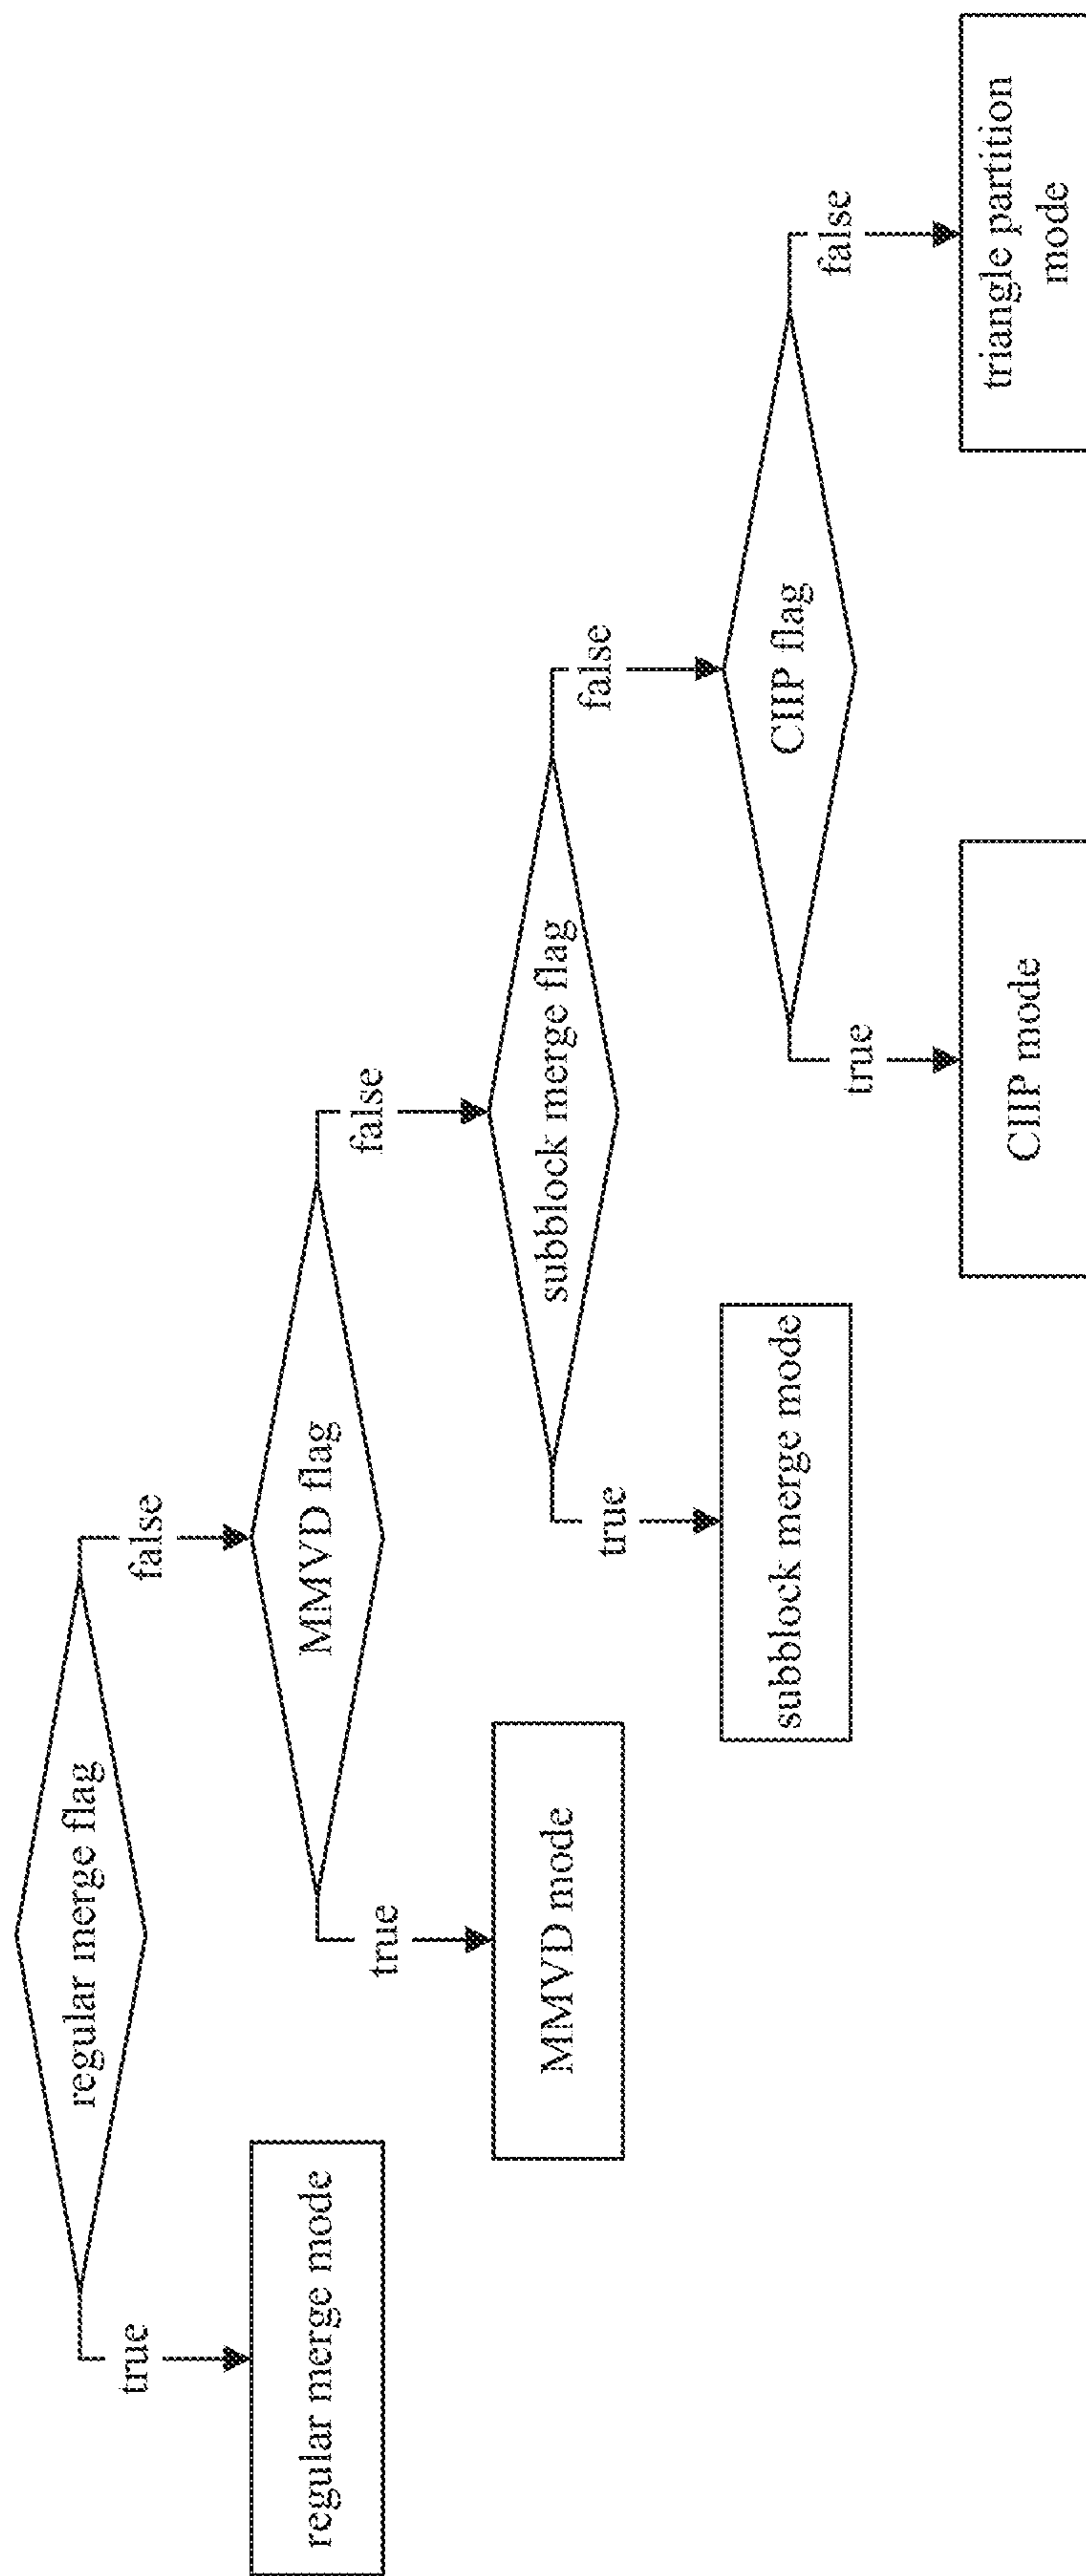 regular merge flag
true
false
regular merge mode
MMVD flag
true
false
MMVD mode
subblock merge flag
true
false
subblock merge mode
CIIP flag
true
false
CIIP mode
triangle partition
mode